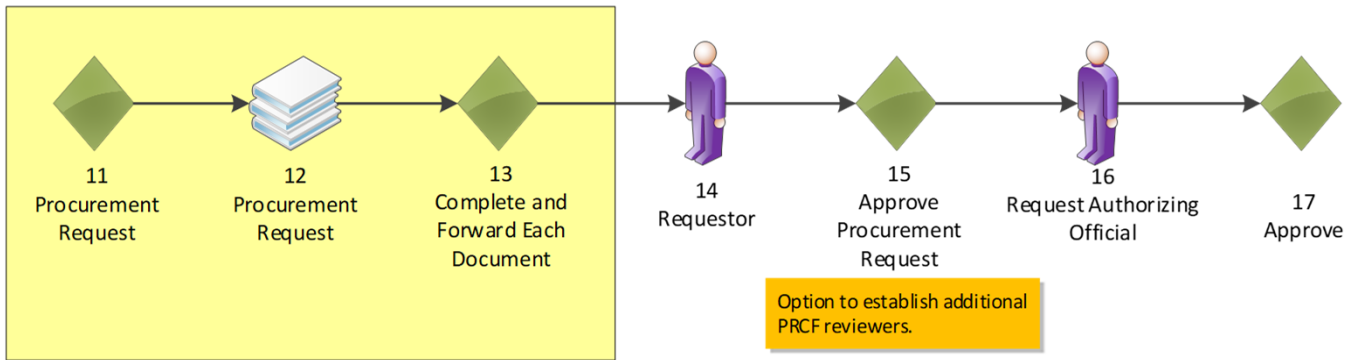 11
Procurement
Request
12
Procurement
Request
13
Complete and
Forward Each
Document
14
Requestor
15
Approve
Procurement
Request
16
Request Authorizing
Official
17
Approve
Option to establish additional
PRCF reviewers.